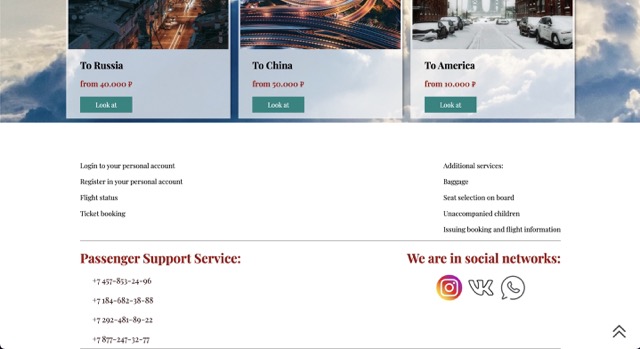 To Russia
from 40.000 ₽
Look at
To China
from 50.000 ₽
Look at
To America
from 10.000 ₽
Look at
Login to your personal account
Register in your personal account
Flight status
Ticket booking
Additional services:
Baggage
Seat selection on board
Unaccompanied children
Issuing booking and flight information
Passenger Support Service:
+7 457-853-24-96
+7 184-682-38-88
+7 292-481-89-22
+7 877-247-32-77
We are in social networks: